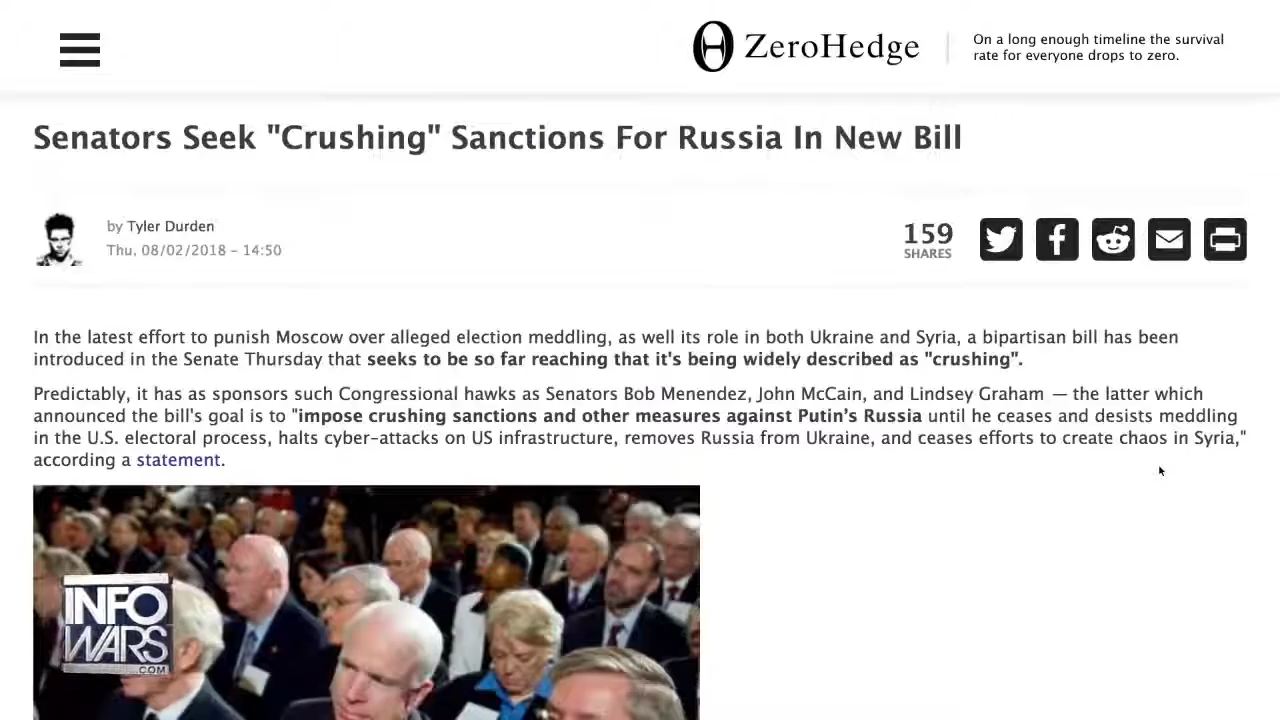 ZeroHedge
On a long enough timeline the survival
rate for everyone drops to zero.
Senators Seek "Crushing" Sanctions For Russia In New Bill
by Tyler Durden
Thu, 08/02/2018 - 14:50
159
SHARES
In the latest effort to punish Moscow over alleged election meddling, as well its role in both Ukraine and Syria, a bipartisan bill has been
introduced in the Senate Thursday that seeks to be so far reaching that it's being widely described as "crushing".
Predictably, it has as sponsors such Congressional hawks as Senators Bob Menendez, John McCain, and Lindsey Graham — the latter which
announced the bill's goal is to "impose crushing sanctions and other measures against Putin’s Russia until he ceases and desists meddling
in the U.S. electoral process, halts cyber-attacks on US infrastructure, removes Russia from Ukraine, and ceases efforts to create chaos in Syria,"
according a statement.
INFO
WARS
.COM